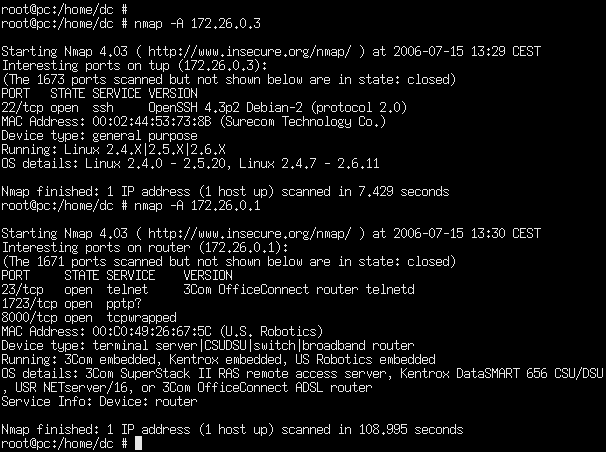 root@pc:/home/dc #
root@pc:/home/dc # nmap -A 172.26.0.3
Starting Nmap 4.03 ( http://www.insecure.org/nmap/ ) at 2006-07-15 13:29 CEST
Interesting ports on tup (172.26.0.3):
(The 1673 ports scanned but not shown below are in state: closed)
PORT STATE SERVICE VERSION
22/tcp open ssh OpenSSH 4.3p2 Debian-2 (protocol 2.0)
MAC Address: 00:02:44:53:73:8B (Surecom Technology Co.)
Device type: general purpose
Running: Linux 2.4.X|2.5.X|2.6.X
OS details: Linux 2.4.0 - 2.5.20, Linux 2.4.7 - 2.6.11
Nmap finished: 1 IP address (1 host up) scanned in 7.429 seconds
root@pc:/home/dc # nmap -A 172.26.0.1
Starting Nmap 4.03 ( http://www.insecure.org/nmap/ ) at 2006-07-15 13:30 CEST
Interesting ports on router (172.26.0.1):
(The 1671 ports scanned but not shown below are in state: closed)
PORT STATE SERVICE VERSION
23/tcp open telnet 3Com OfficeConnect router telnetd
1723/tcp open pptp?
8000/tcp open tcpwrapped
MAC Address: 00:C0:49:26:67:5C (U.S. Robotics)
Device type: terminal server|CSUDSU|switch|broadband router
Running: 3Com embedded, Kentrox embedded, US Robotics embedded
OS details: 3Com SuperStack II RAS remote access server, Kentrox DataSMART 656 CSU/DSU
, USR NETserver/16, or 3Com OfficeConnect ADSL router
Service Info: Device: router
Nmap finished: 1 IP address (1 host up) scanned in 108.995 seconds
root@pc:/home/dc #